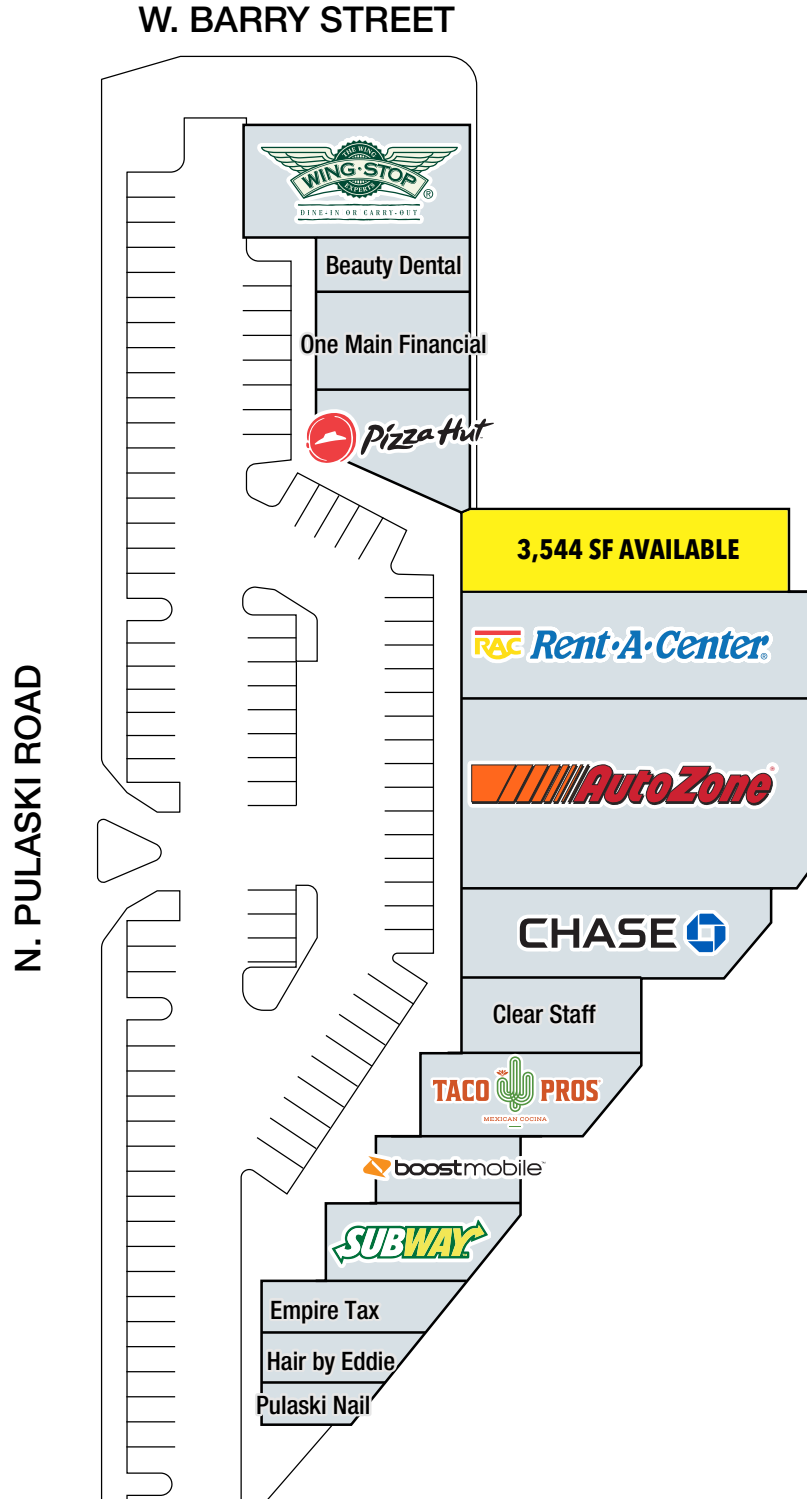 W. BARRY STREET
THE WING
WING·STOP
EXPERTS
®
DINE-IN OR CARRY-OUT
Beauty Dental
One Main Financial
Pizza Hut
3,544 SF AVAILABLE
RAC Rent·A·Center®
AutoZone®
N. PULASKI ROAD
CHASE
Clear Staff
TACO PROS
MEXICAN COCINA
boostmobile
SUBWAY
Empire Tax
Hair by Eddie
Pulaski Nail